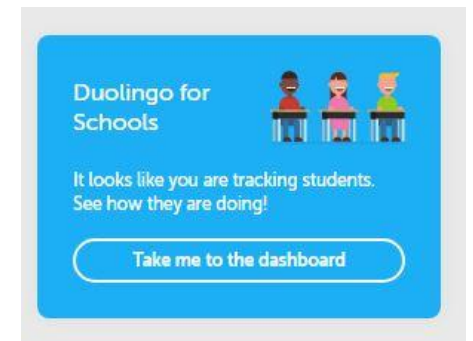 Duolingo for
Schools
It looks like you are tracking students.
See how they are doing!
Take me to the dashboard